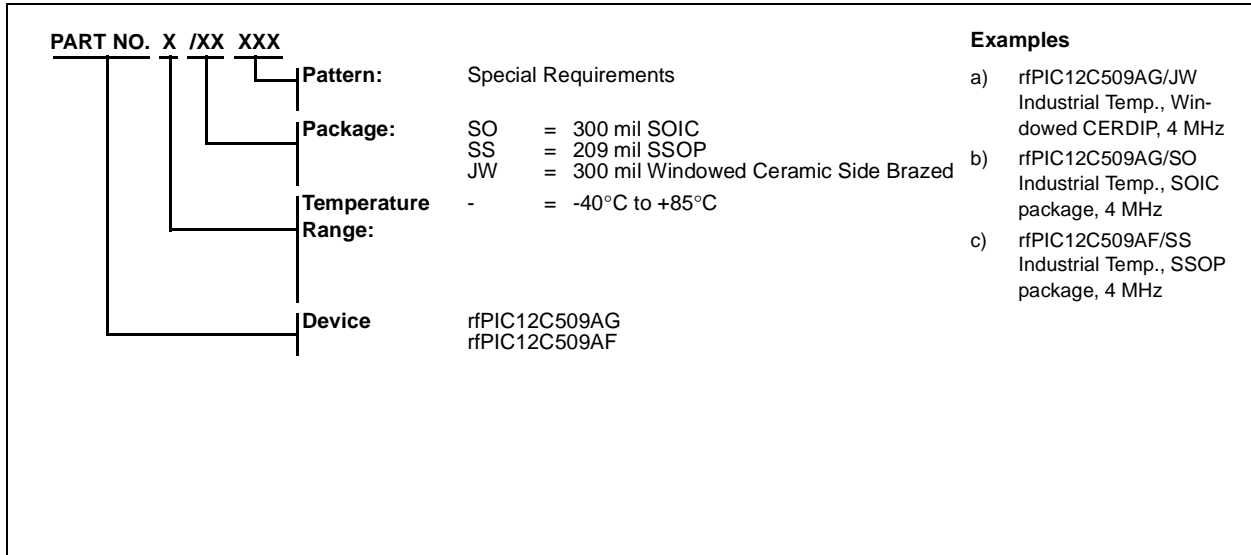 PART NO. X /XX XXX
Pattern: Special Requirements
Package: SO = 300 mil SOIC
SS = 209 mil SSOP
JW = 300 mil Windowed Ceramic Side Brazed
Temperature - = -40°C to +85°C
Range:
Device rfPIC12C509AG
rfPIC12C509AF
Examples
a) rfPIC12C509AG/JW
Industrial Temp., Win-
dowed CERDIP, 4 MHz
b) rfPIC12C509AG/SO
Industrial Temp., SOIC
package, 4 MHz
c) rfPIC12C509AF/SS
Industrial Temp., SSOP
package, 4 MHz